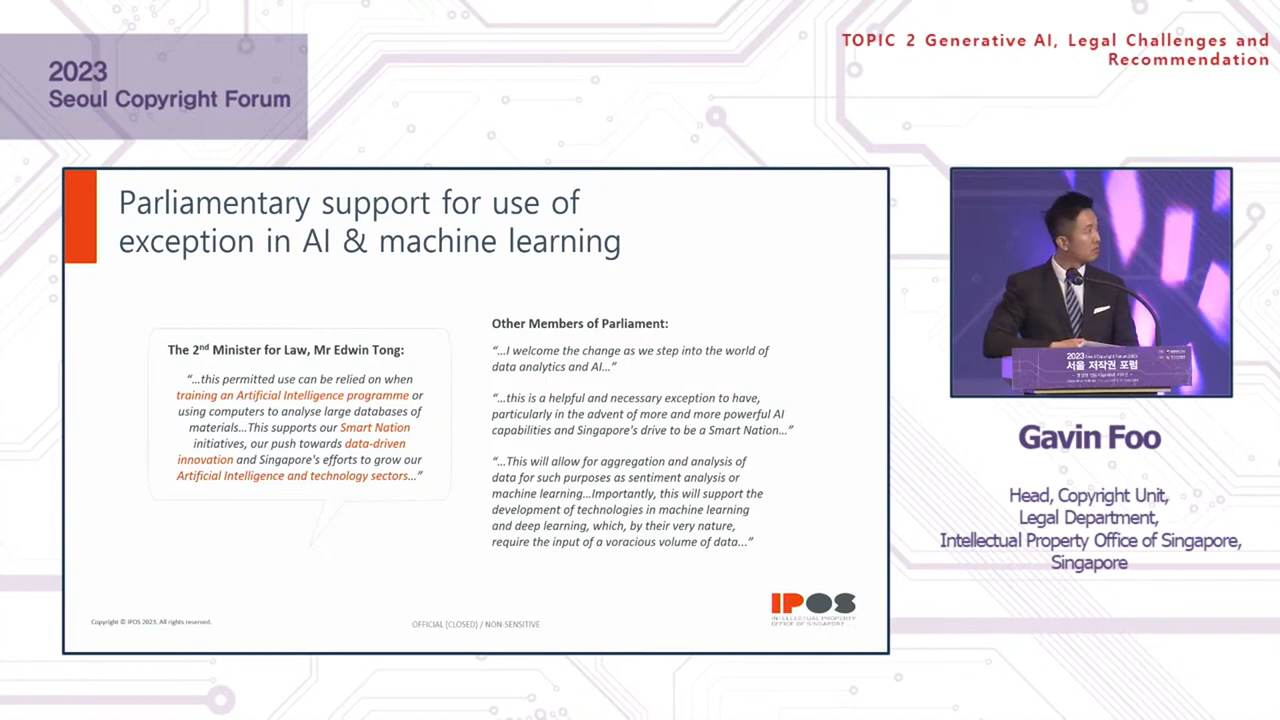 TOPIC 2 Generative AI, Legal Challenges and
Recommendation
2023
Seoul Copyright Forum
Parliamentary support for use of
exception in AI & machine learning
The 2nd Minister for Law, Mr Edwin Tong:
“…this permitted use can be relied on when
training an Artificial Intelligence programme or
using computers to analyse large databases of
materials…This supports our Smart Nation
initiatives, our push towards data-driven
innovation and Singapore's efforts to grow our
Artificial Intelligence and technology sectors…”
Other Members of Parliament:
“…I welcome the change as we step into the world of
data analytics and AI…”
“…this is a helpful and necessary exception to have,
particularly in the advent of more and more powerful AI
capabilities and Singapore's drive to be a Smart Nation…”
“…This will allow for aggregation and analysis of
data for such purposes as sentiment analysis or
machine learning…Importantly, this will support the
development of technologies in machine learning
and deep learning, which, by their very nature,
require the input of a voracious volume of data…”
Copyright © IPOS 2023. All rights reserved.
OFFICIAL (CLOSED) / NON-SENSITIVE
IPOS
INTELLECTUAL PROPERTY
OFFICE OF SINGAPORE
2023 Seoul Copyright Forum 2023
서울 저작권 포럼
Gavin Foo
Head, Copyright Unit,
Legal Department,
Intellectual Property Office of Singapore,
Singapore